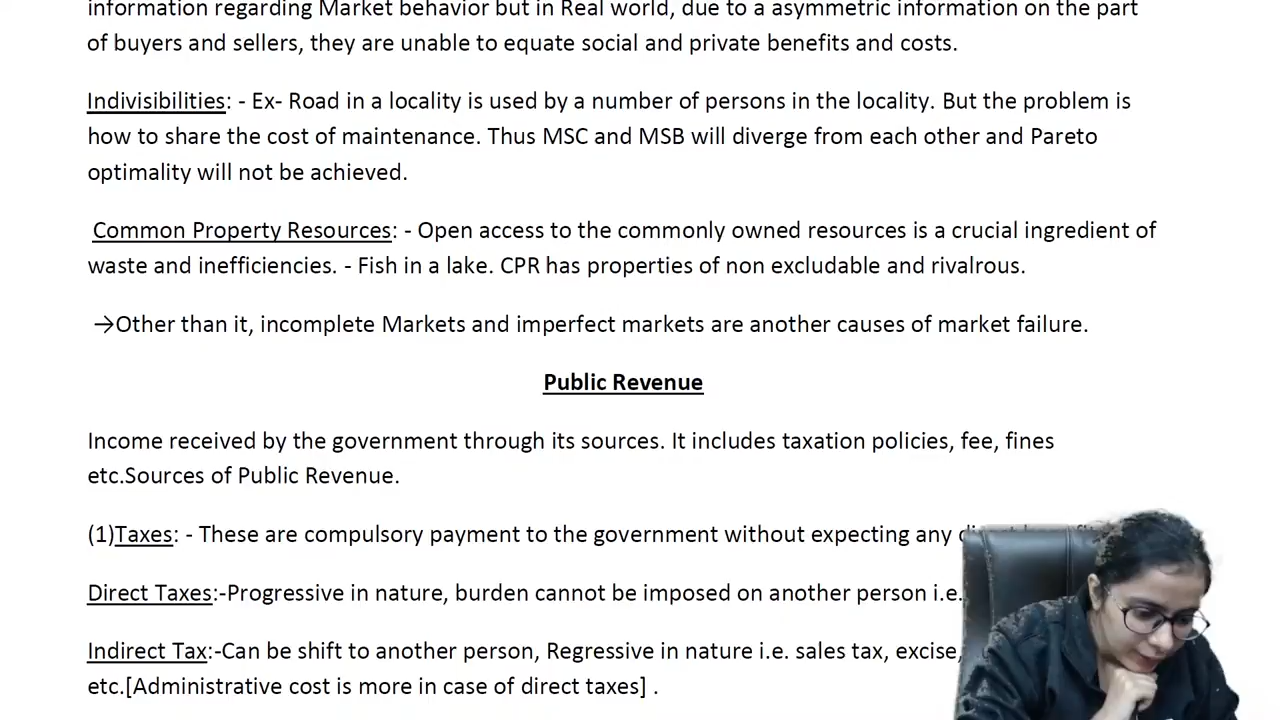 information regarding Market behavior but in Real world, due to a asymmetric information on the part
of buyers and sellers, they are unable to equate social and private benefits and costs.
Indivisibilities: - Ex- Road in a locality is used by a number of persons in the locality. But the problem is
how to share the cost of maintenance. Thus MSC and MSB will diverge from each other and Pareto
optimality will not be achieved.
Common Property Resources: - Open access to the commonly owned resources is a crucial ingredient of
waste and inefficiencies. - Fish in a lake. CPR has properties of non excludable and rivalrous.
→Other than it, incomplete Markets and imperfect markets are another causes of market failure.
Public Revenue
Income received by the government through its sources. It includes taxation policies, fee, fines
etc.Sources of Public Revenue.
(1)Taxes: - These are compulsory payment to the government without expecting any
Direct Taxes:-Progressive in nature, burden cannot be imposed on another person i.e.
Indirect Tax:-Can be shift to another person, Regressive in nature i.e. sales tax, excise,
etc.[Administrative cost is more in case of direct taxes] .